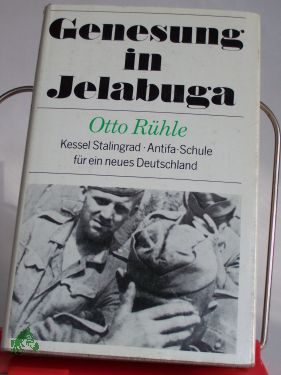 Genesung
in
Jelabuga
Otto Rühle
Kessel Stalingrad · Antifa-Schule
für ein neues Deutschland